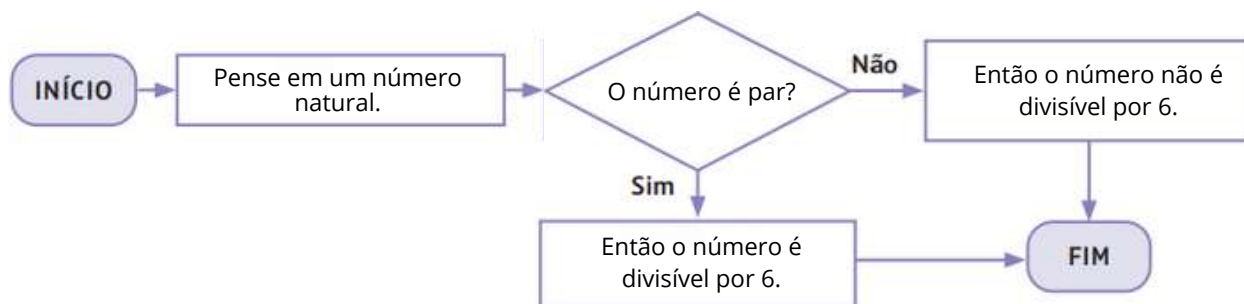 INÍCIO
Pense em um número
natural.
O número é par?
Não
Então o número não é
divisível por 6.
Sim
Então o número é
divisível por 6.
FIM